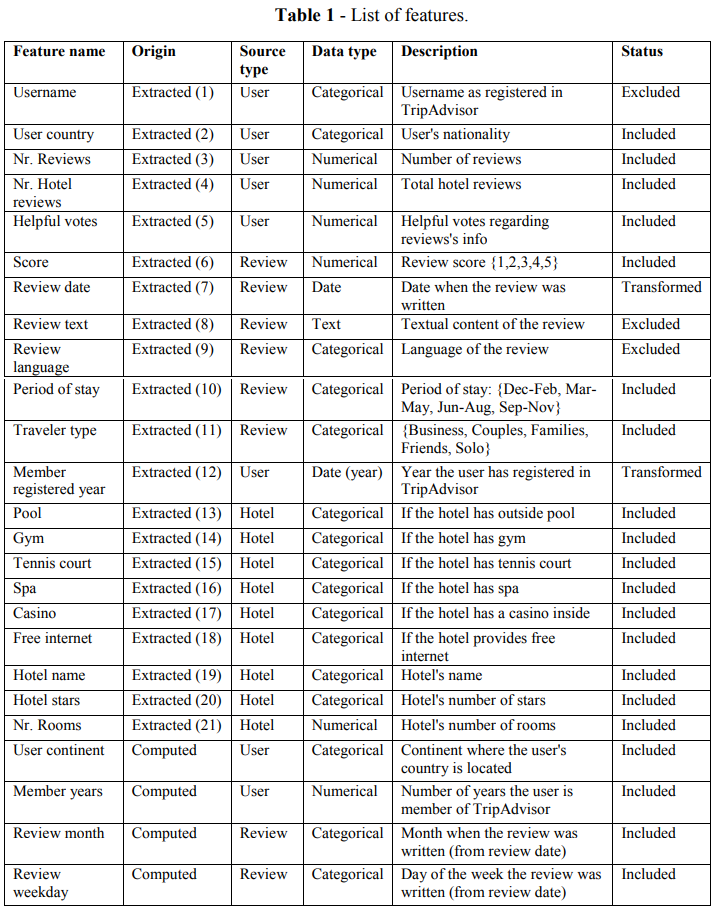 Table 1 - List of features.
Feature name Origin Source type Data type Description Status
Username Extracted (1) User Categorical Username as registered in TripAdvisor Excluded
User country Extracted (2) User Categorical User's nationality Included
Nr. Reviews Extracted (3) User Numerical Number of reviews Included
Nr. Hotel reviews Extracted (4) User Numerical Total hotel reviews Included
Helpful votes Extracted (5) User Numerical Helpful votes regarding reviews's info Included
Score Extracted (6) Review Numerical Review score {1,2,3,4,5} Included
Review date Extracted (7) Review Date Date when the review was written Transformed
Review text Extracted (8) Review Text Textual content of the review Excluded
Review language Extracted (9) Review Categorical Language of the review Excluded
Period of stay Extracted (10) Review Categorical Period of stay: {Dec-Feb, Mar-May, Jun-Aug, Sep-Nov} Included
Traveler type Extracted (11) Review Categorical {Business, Couples, Families, Friends, Solo} Included
Member registered year Extracted (12) User Date (year) Year the user has registered in TripAdvisor Transformed
Pool Extracted (13) Hotel Categorical If the hotel has outside pool Included
Gym Extracted (14) Hotel Categorical If the hotel has gym Included
Tennis court Extracted (15) Hotel Categorical If the hotel has tennis court Included
Spa Extracted (16) Hotel Categorical If the hotel has spa Included
Casino Extracted (17) Hotel Categorical If the hotel has a casino inside Included
Free internet Extracted (18) Hotel Categorical If the hotel provides free internet Included
Hotel name Extracted (19) Hotel Categorical Hotel's name Included
Hotel stars Extracted (20) Hotel Categorical Hotel's number of stars Included
Nr. Rooms Extracted (21) Hotel Numerical Hotel's number of rooms Included
User continent Computed User Categorical Continent where the user's country is located Included
Member years Computed User Numerical Number of years the user is member of TripAdvisor Included
Review month Computed Review Categorical Month when the review was written (from review date) Included
Review weekday Computed Review Categorical Day of the week the review was written (from review date) Included